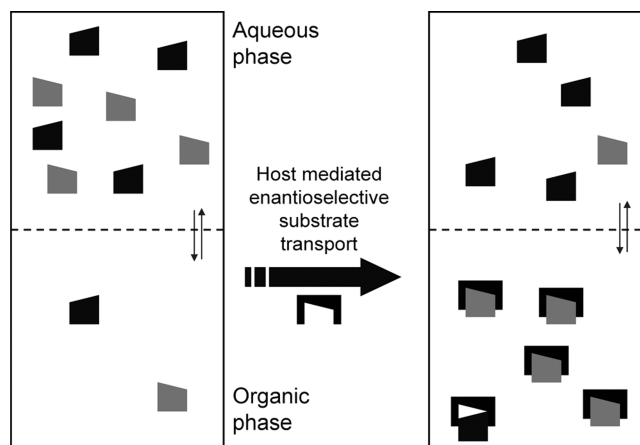 Aqueous
phase
Host mediated
enantioselective
substrate
transport
Organic
phase